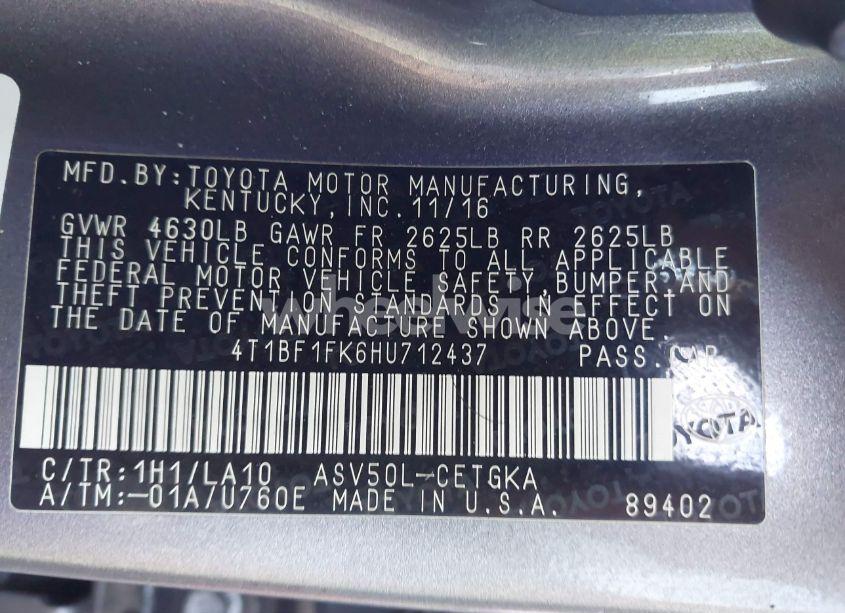 MFD.BY:TOYOTA MOTOR MANUFACTURING,
KENTUCKY,INC.11/16
GVWR 4630LB GAWR FR 2625LB RR 2625LB
THIS VEHICLE CONFORMS TO ALL APPLICABLE
FEDERAL MOTOR VEHICLE SAFETY,BUMPER,AND
THEFT PREVENTION STANDARDS IN EFFECT ON
THE DATE OF MANUFACTURE SHOWN ABOVE.
wheelwise
4T1BF1FK6HU712437 PASS.CAR
TOYOTA
C/TR:1H1/LA10 ASV50L-CETGKA
A/TM:-01A/U760E MADE IN U.S.A. 89402